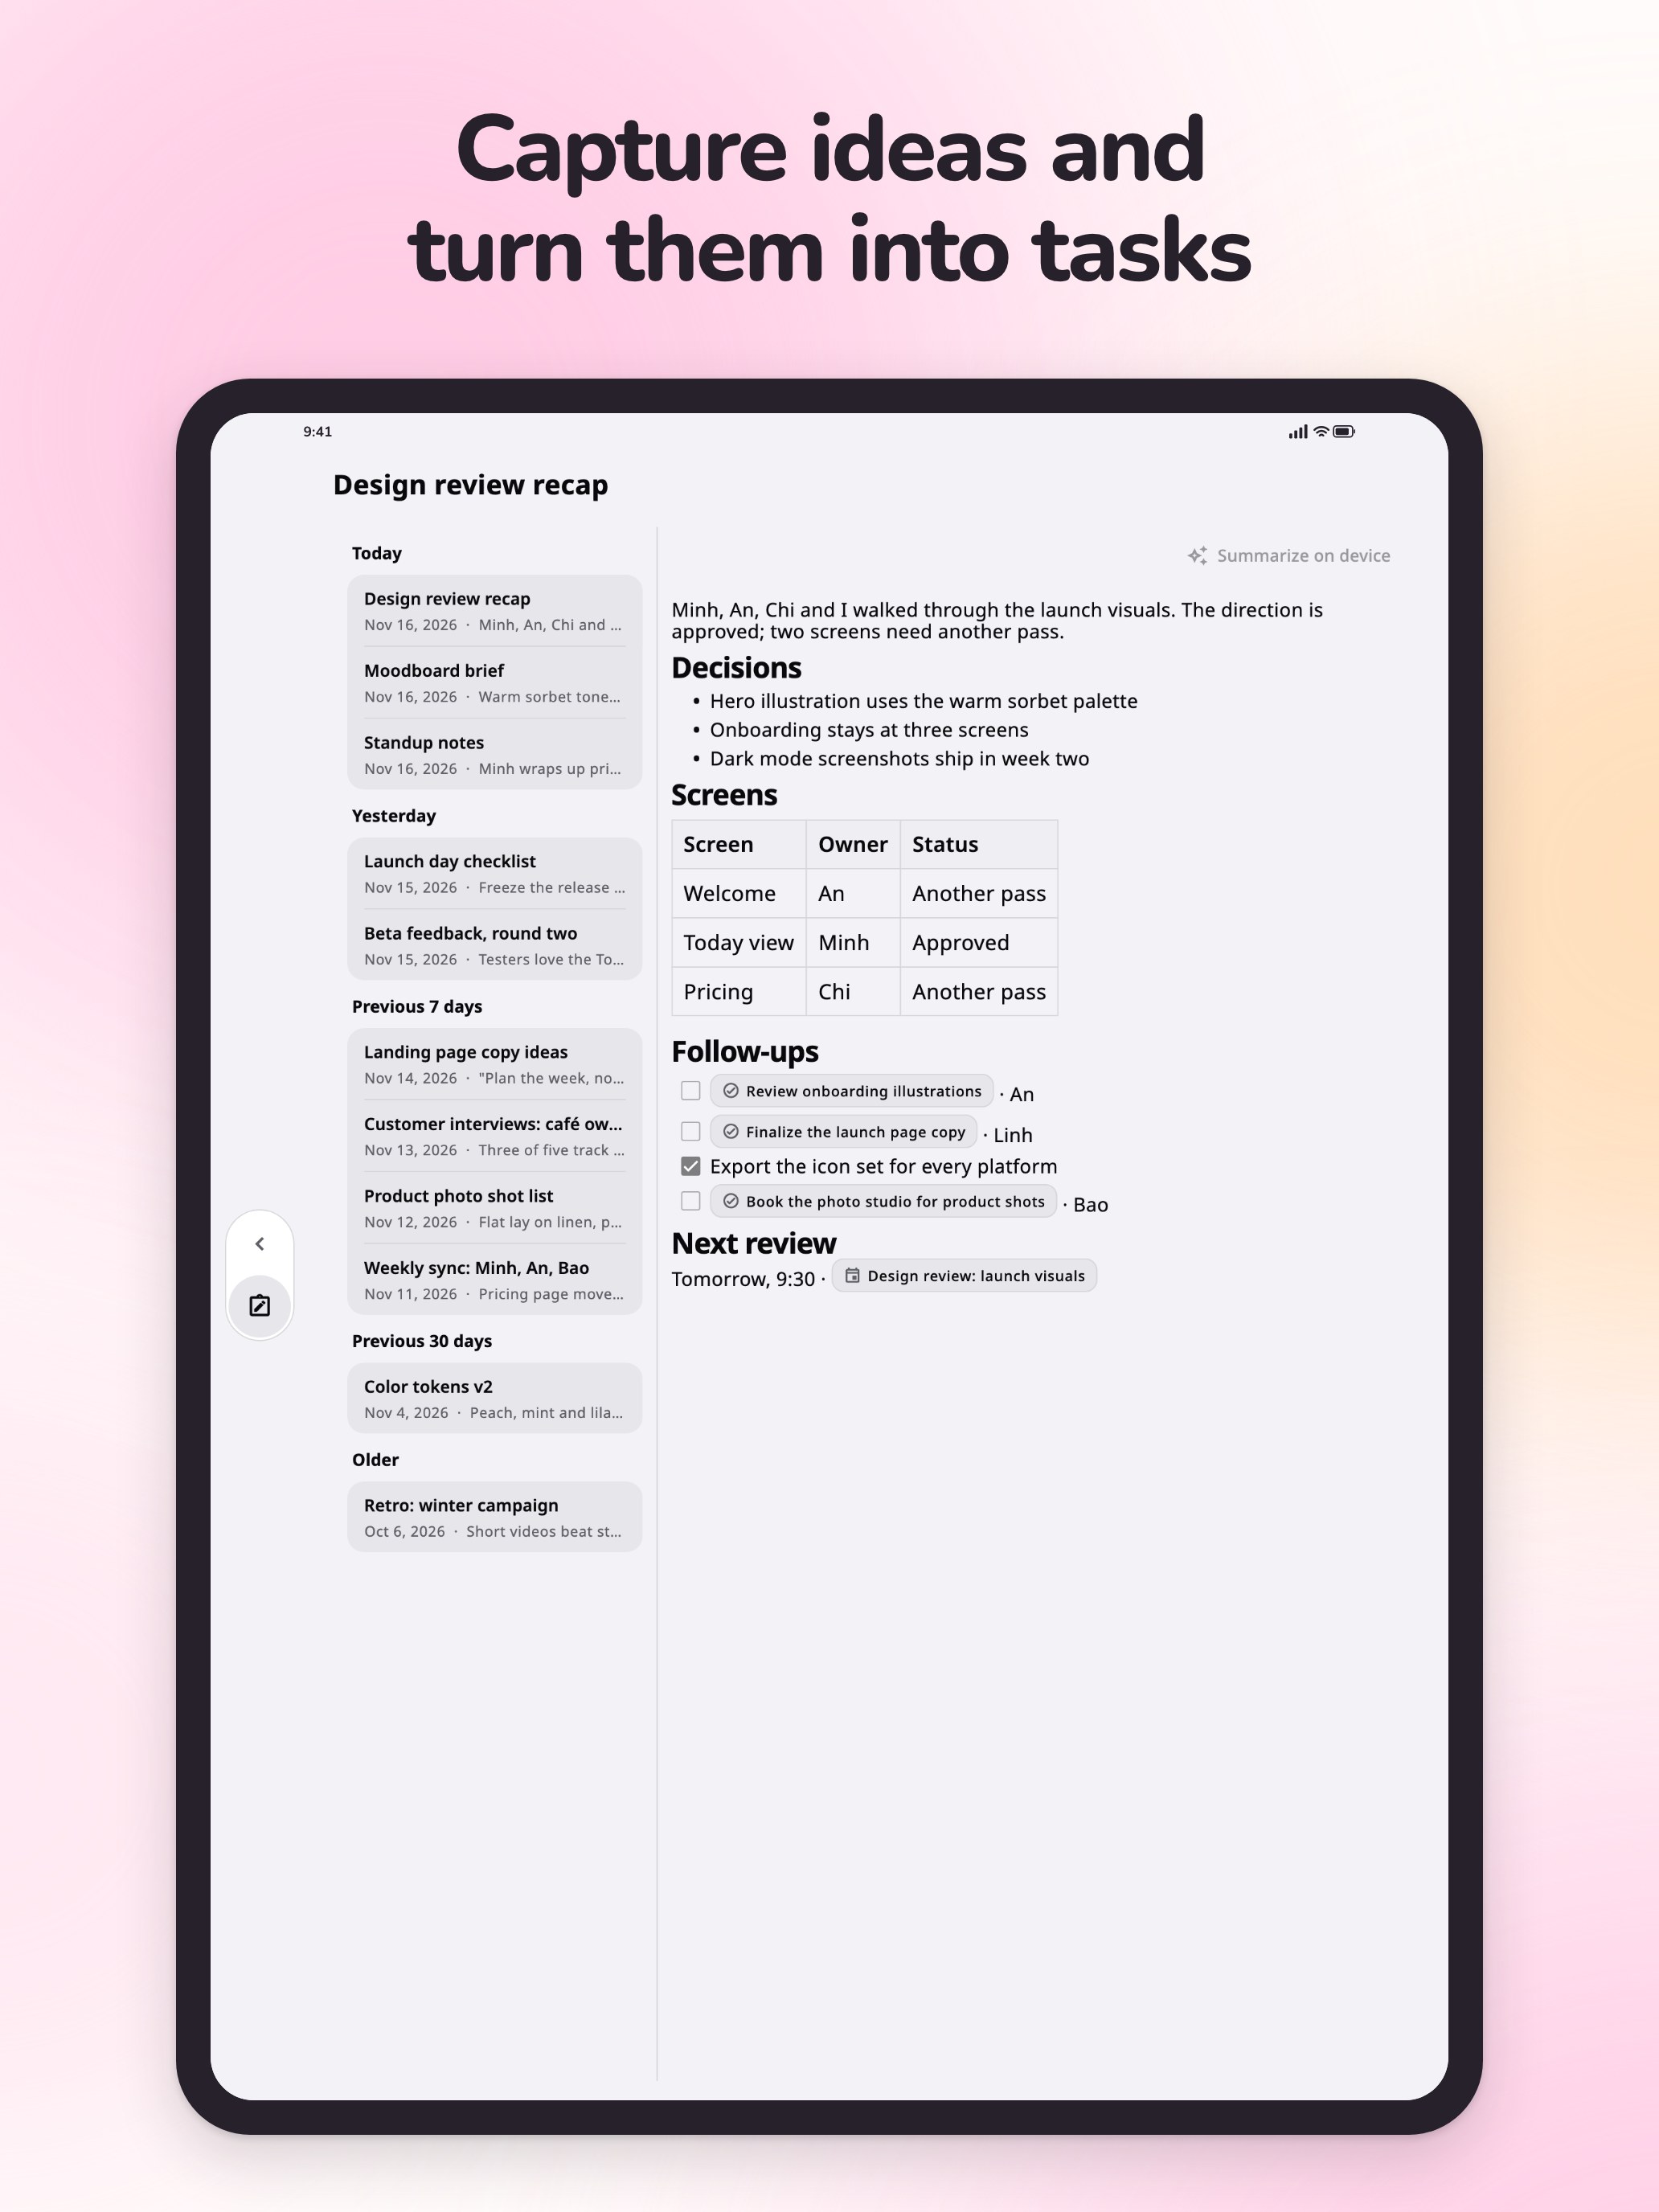 Capture ideas and
turn them into tasks
9:41
Design review recap
Today
Design review recap
Nov 16, 2026 · Minh, An, Chi and ...
Moodboard brief
Nov 16, 2026 · Warm sorbet tone...
Standup notes
Nov 16, 2026 · Minh wraps up pri...
Yesterday
Launch day checklist
Nov 15, 2026 · Freeze the release ...
Beta feedback, round two
Nov 15, 2026 · Testers love the To...
Previous 7 days
Landing page copy ideas
Nov 14, 2026 · "Plan the week, no...
Customer interviews: café ow...
Nov 13, 2026 · Three of five track ...
Product photo shot list
Nov 12, 2026 · Flat lay on linen, p...
Weekly sync: Minh, An, Bao
Nov 11, 2026 · Pricing page move...
Previous 30 days
Color tokens v2
Nov 4, 2026 · Peach, mint and lila...
Older
Retro: winter campaign
Oct 6, 2026 · Short videos beat st...
Summarize on device
Minh, An, Chi and I walked through the launch visuals. The direction is
approved; two screens need another pass.
Decisions
• Hero illustration uses the warm sorbet palette
• Onboarding stays at three screens
• Dark mode screenshots ship in week two
Screens
Screen Owner Status
Welcome An Another pass
Today view Minh Approved
Pricing Chi Another pass
Follow-ups
Review onboarding illustrations · An
Finalize the launch page copy · Linh
Export the icon set for every platform
Book the photo studio for product shots · Bao
Next review
Tomorrow, 9:30 · Design review: launch visuals